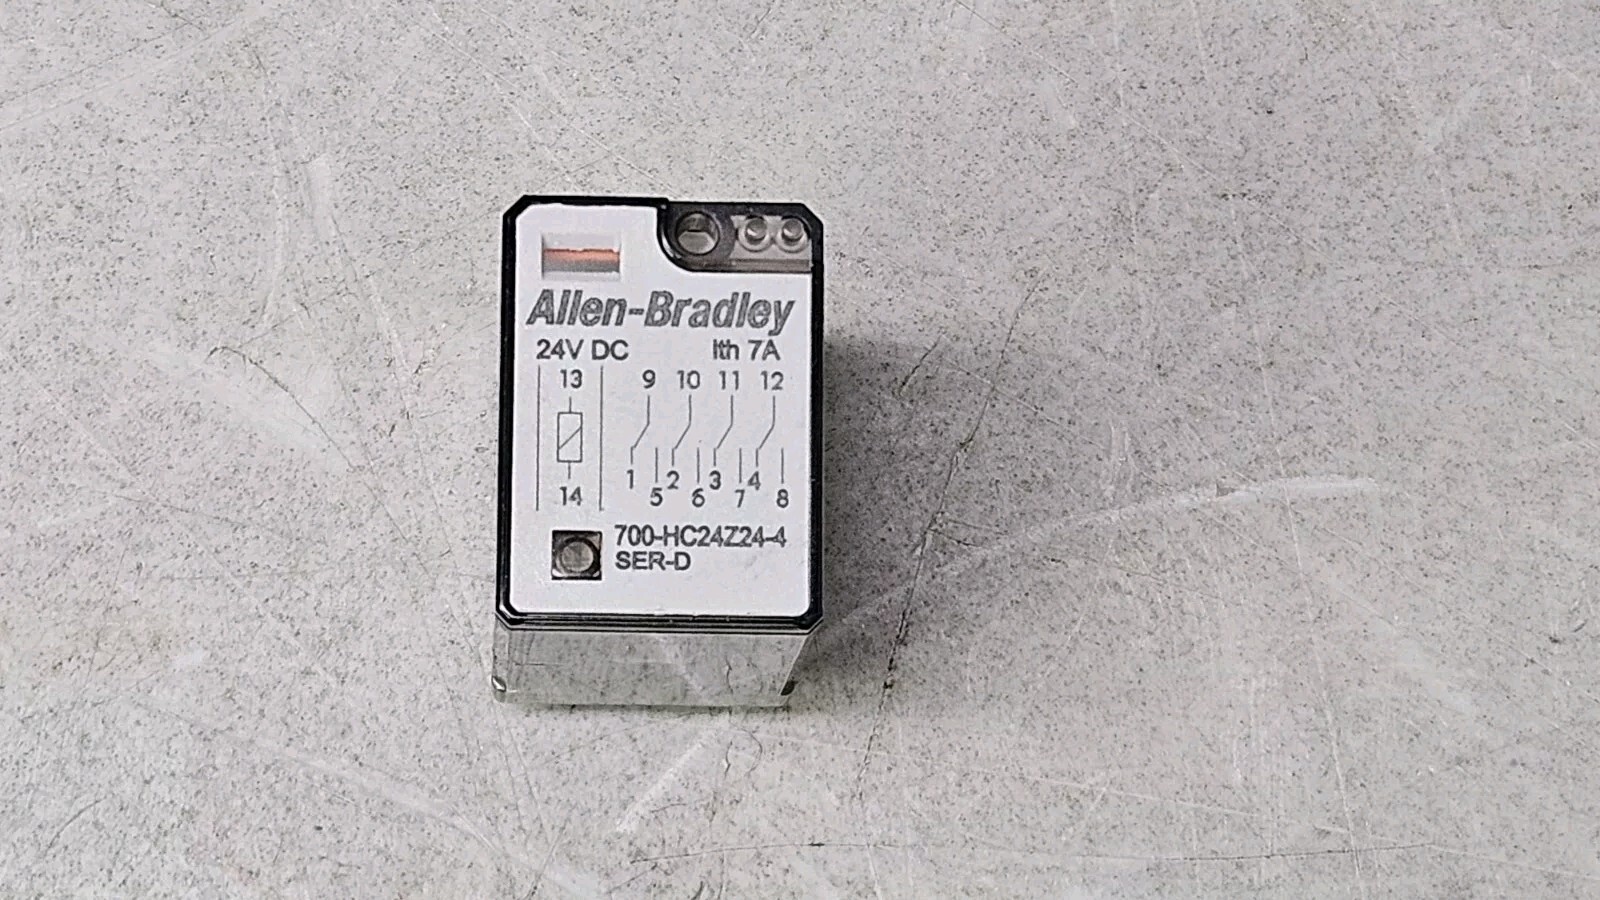 Allen-Bradley
24V DC Ith 7A
13 9 10 11 12
1 2 3 4
14 5 6 7 8
700-HC24Z24-4
SER-D